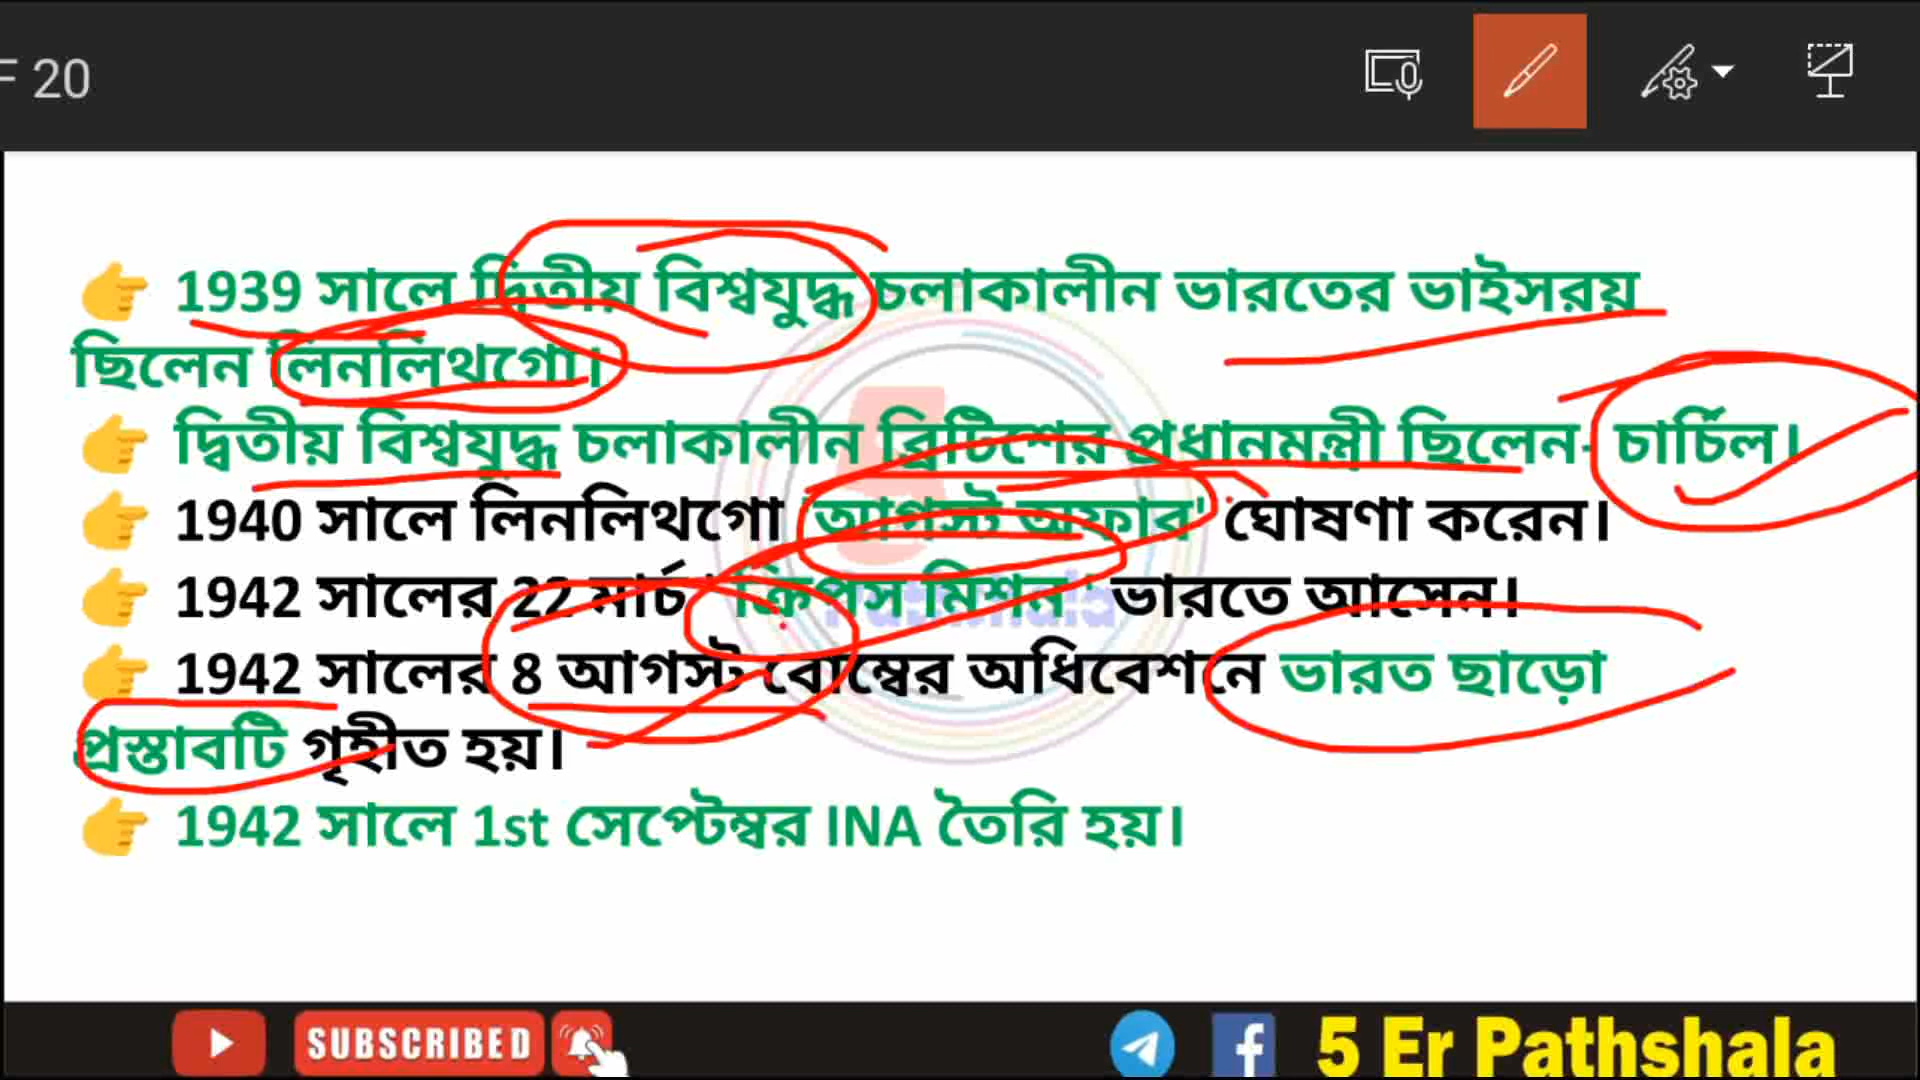 F 20
1939 সালে দ্বিতীয় বিশ্বযুদ্ধ চলাকালীন ভারতের ভাইসরয়
ছিলেন লিনলিথগো।
দ্বিতীয় বিশ্বযুদ্ধ চলাকালীন ব্রিটিশের প্রধানমন্ত্রী ছিলেন- চার্চিল।
1940 সালে লিনলিথগো 'আগস্ট অফার' ঘোষণা করেন।
1942 সালের 22 মার্চ 'ক্রিপস মিশন' ভারতে আসেন।
1942 সালের 8 আগস্ট বোম্বের অধিবেশনে ভারত ছাড়ো
প্রস্তাবটি গৃহীত হয়।
1942 সালে 1st সেপ্টেম্বর INA তৈরি হয়।
5
Pathshala
SUBSCRIBED
5 Er Pathshala